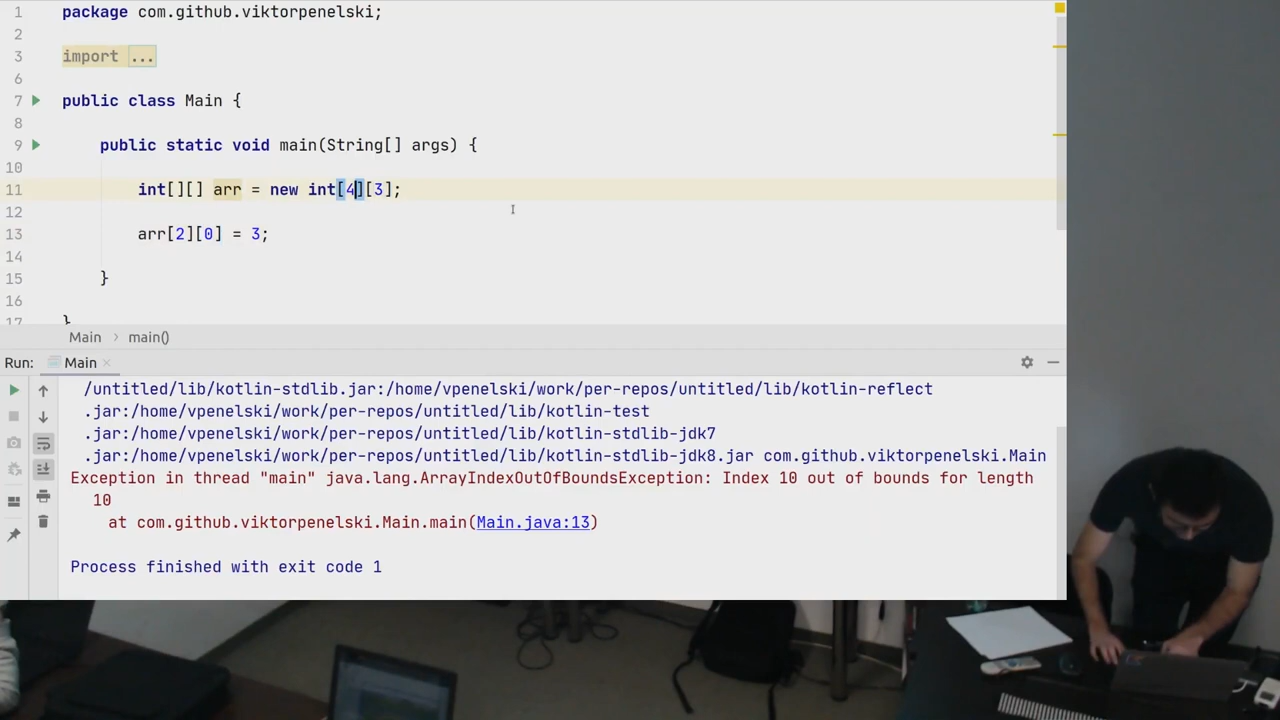 1 package com.github.viktorpenelski;
2
3 import ...
6
7 public class Main {
8
9 public static void main(String[] args) {
10
11 int[][] arr = new int[4][3];
12
13 arr[2][0] = 3;
14
15 }
16
17 }
Main › main()
Run: Main ×
/untitled/lib/kotlin-stdlib.jar:/home/vpenelski/work/per-repos/untitled/lib/kotlin-reflect
.jar:/home/vpenelski/work/per-repos/untitled/lib/kotlin-test
.jar:/home/vpenelski/work/per-repos/untitled/lib/kotlin-stdlib-jdk7
.jar:/home/vpenelski/work/per-repos/untitled/lib/kotlin-stdlib-jdk8.jar com.github.viktorpenelski.Main
Exception in thread "main" java.lang.ArrayIndexOutOfBoundsException: Index 10 out of bounds for length
10
at com.github.viktorpenelski.Main.main(Main.java:13)
Process finished with exit code 1